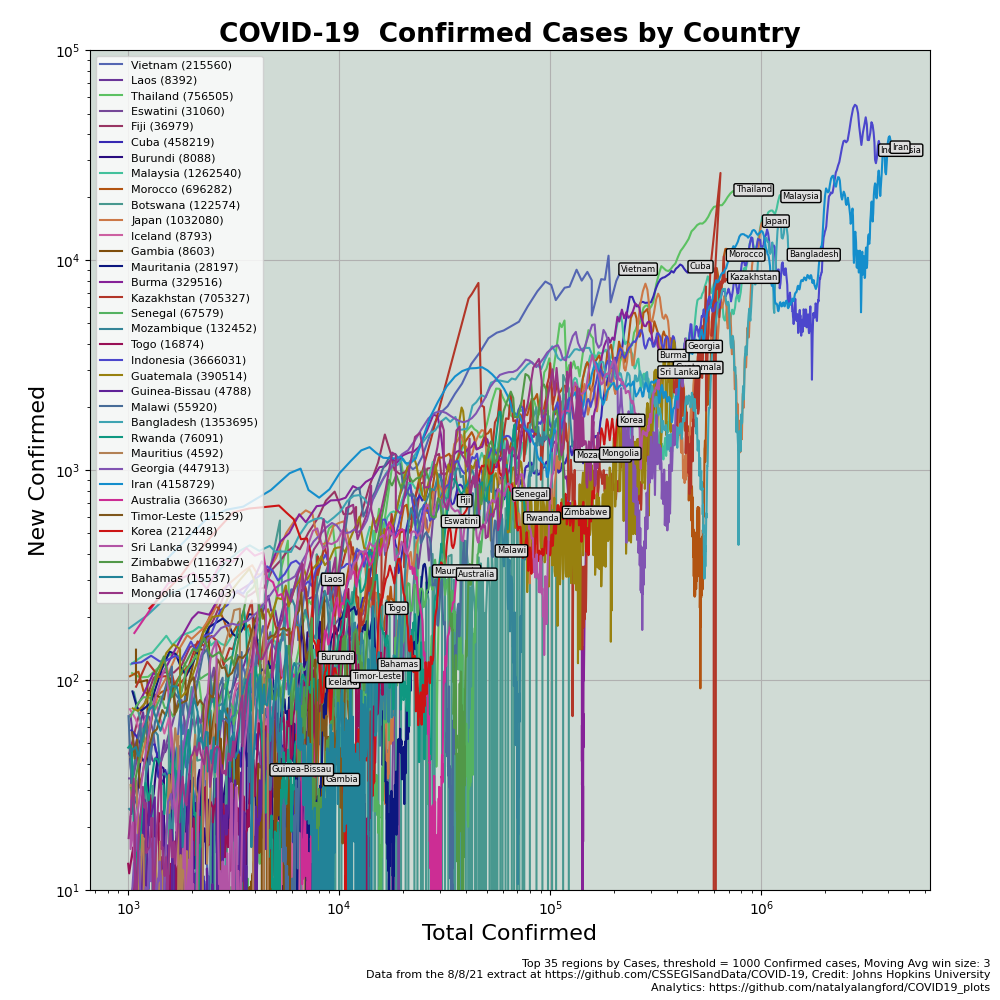 COVID-19 Confirmed Cases by Country
10^5
10^4
10^3
10^2
10^1
New Confirmed
Vietnam (215560)
Laos (8392)
Thailand (756505)
Eswatini (31060)
Fiji (36979)
Cuba (458219)
Burundi (8088)
Malaysia (1262540)
Morocco (696282)
Botswana (122574)
Japan (1032080)
Iceland (8793)
Gambia (8603)
Mauritania (28197)
Burma (329516)
Kazakhstan (705327)
Senegal (67579)
Mozambique (132452)
Togo (16874)
Indonesia (3666031)
Guatemala (390514)
Guinea-Bissau (4788)
Malawi (55920)
Bangladesh (1353695)
Rwanda (76091)
Mauritius (4592)
Georgia (447913)
Iran (4158729)
Australia (36630)
Timor-Leste (11529)
Korea (212448)
Sri Lanka (329994)
Zimbabwe (116327)
Bahamas (15537)
Mongolia (174603)
Iran
Thailand
Malaysia
Japan
Morocco
Bangladesh
Vietnam
Cuba
Kazakhstan
Georgia
Burma
Sri Lanka
Korea
Mongolia
Senegal
Fiji
Zimbabwe
Rwanda
Eswatini
Malawi
Australia
Laos
Togo
Burundi
Bahamas
Timor-Leste
Guinea-Bissau
Gambia
10^3
10^4
10^5
10^6
Total Confirmed
Top 35 regions by Cases, threshold = 1000 Confirmed cases, Moving Avg win size: 3
Data from the 8/8/21 extract at https://github.com/CSSEGISandData/COVID-19, Credit: Johns Hopkins University
Analytics: https://github.com/natalyalangford/COVID19_plots